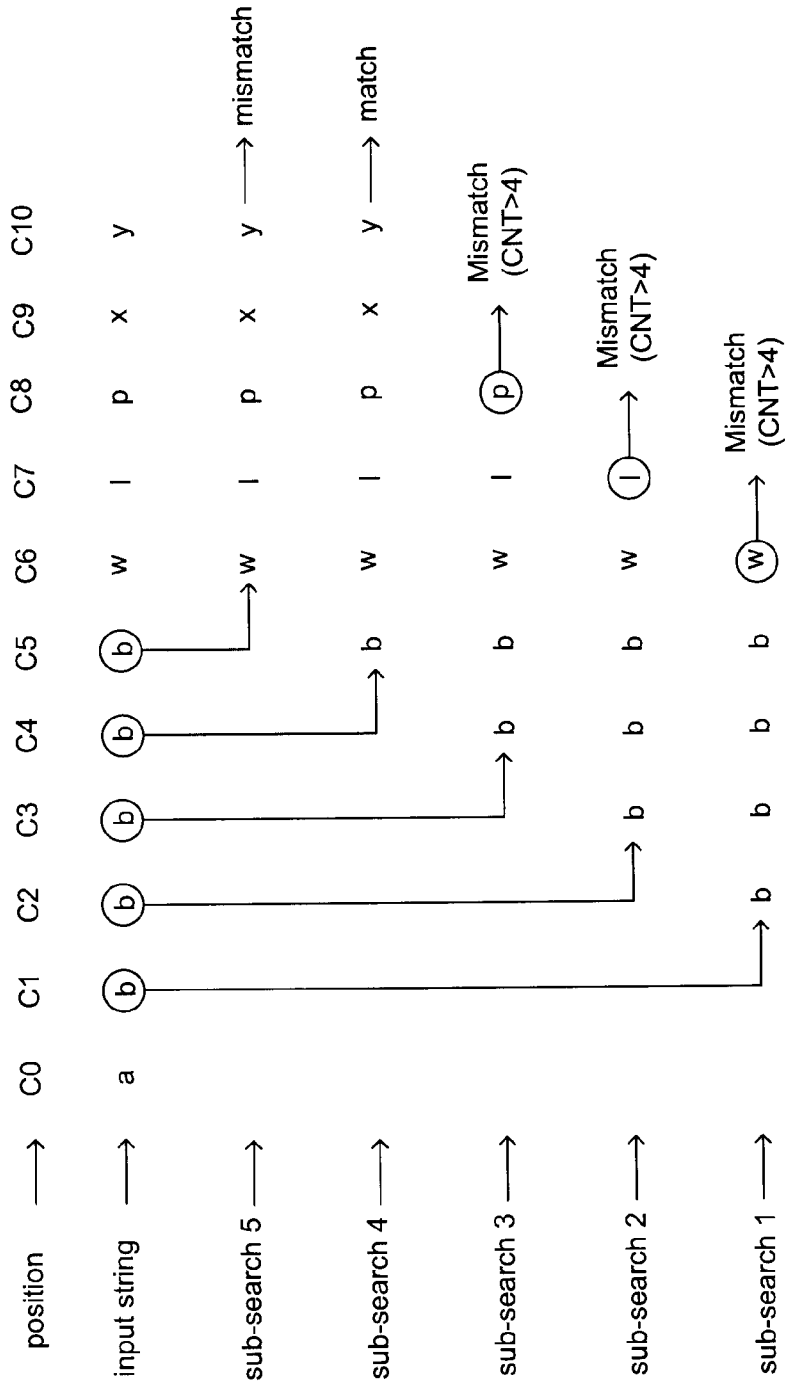 position C0 C1 C2 C3 C4 C5 C6 C7 C8 C9 C10
input string a b b b b b w l p x y
sub-search 5 w l p x y mismatch
sub-search 4 b w l p x y match
sub-search 3 b b w l p Mismatch
(CNT>4)
sub-search 2 b b b w l Mismatch
(CNT>4)
sub-search 1 b b b b w Mismatch
(CNT>4)